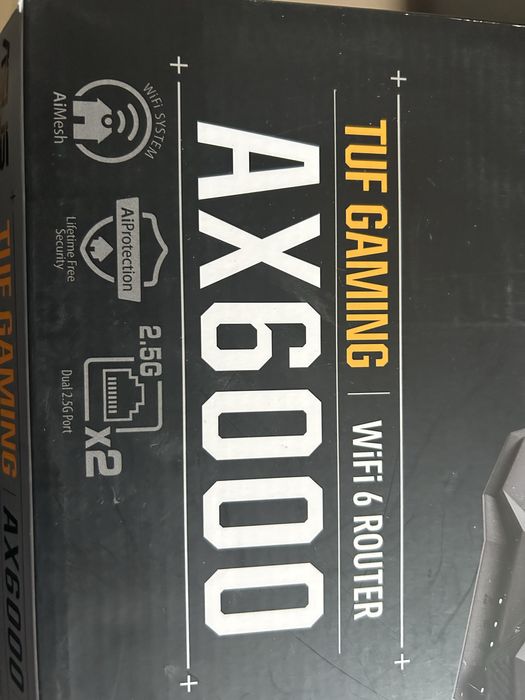 TUF GAMING | WiFi 6 ROUTER
AX6000
WiFi SYSTEM
AiMesh
AiProtection
Lifetime Free
Security
2.5G
x2
Dual 2.5G Port
TUF GAMING | AX6000